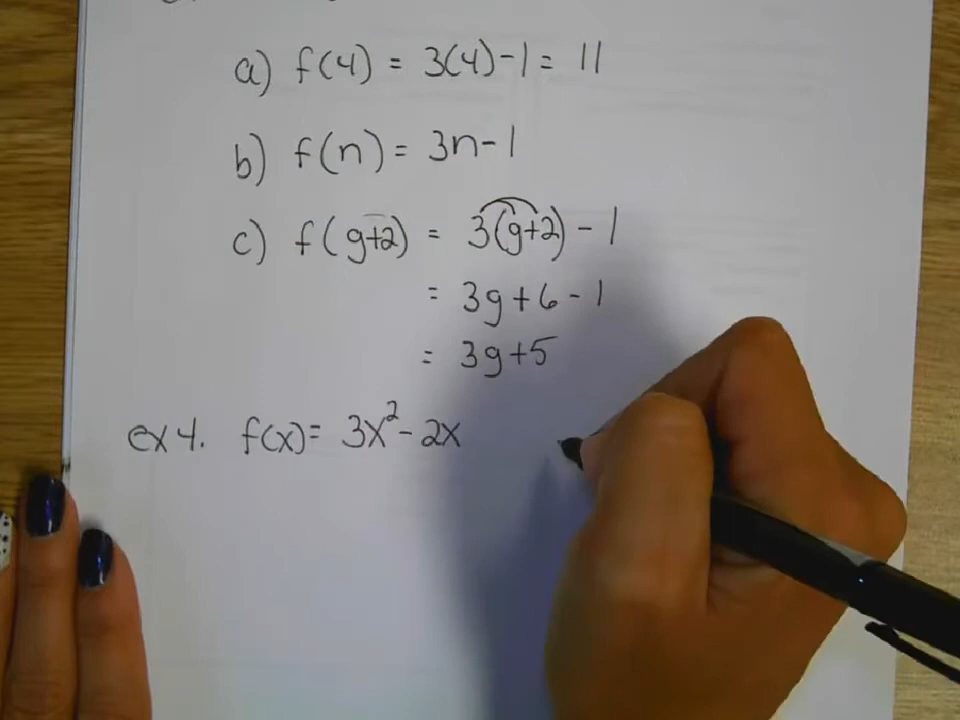 a) f(4) = 3(4)-1 = 11
b) f(n) = 3n-1
c) f(g+2) = 3(g+2) - 1
= 3g+6-1
= 3g+5
ex 4. f(x)= 3x²-2x